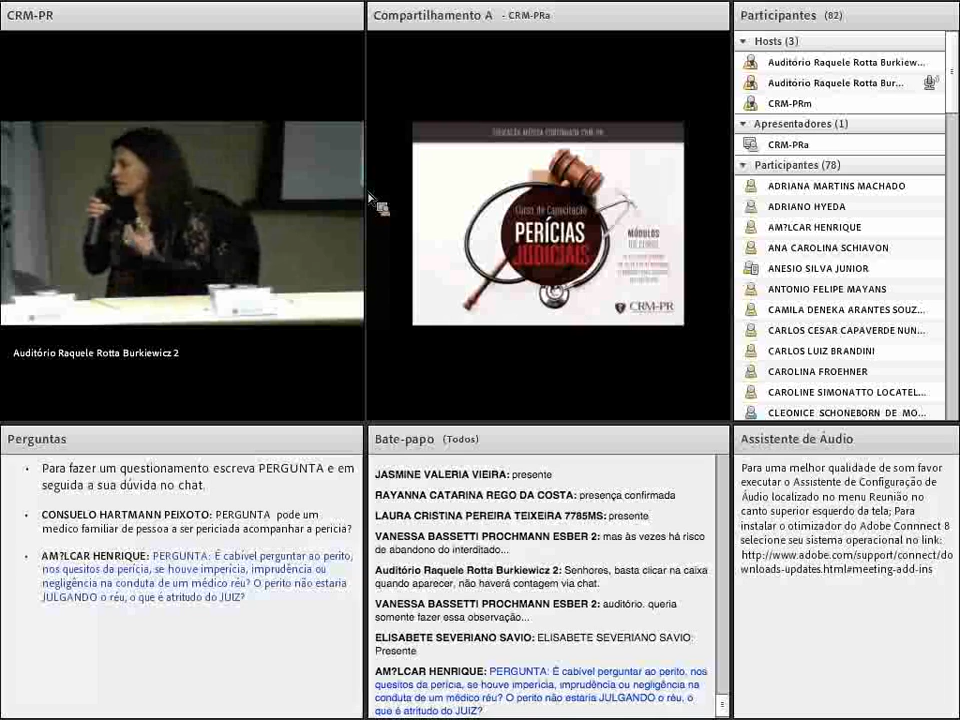 CRM-PR
Auditório Raquele Rotta Burkiewicz 2
Compartilhamento A - CRM-PRa
EDUCAÇÃO MÉDICA CONTINUADA CRM-PR
Curso de Capacitação
PERÍCIAS
JUDICIAIS
MÓDULOS
DO CURSO
CRM-PR
Participantes (82)
Hosts (3)
Auditório Raquele Rotta Burkiew...
Auditório Raquele Rotta Bur...
CRM-PRm
Apresentadores (1)
CRM-PRa
Participantes (78)
ADRIANA MARTINS MACHADO
ADRIANO HYEDA
AM?LCAR HENRIQUE
ANA CAROLINA SCHIAVON
ANESIO SILVA JUNIOR
ANTONIO FELIPE MAYANS
CAMILA DENEKA ARANTES SOUZ...
CARLOS CESAR CAPAVERDE NUN...
CARLOS LUIZ BRANDINI
CAROLINA FROEHNER
CAROLINE SIMONATTO LOCATEL...
CLEONICE SCHONEBORN DE MO...
Perguntas
• Para fazer um questionamento escreva PERGUNTA e em
seguida a sua dúvida no chat.
• CONSUELO HARTMANN PEIXOTO: PERGUNTA pode um
medico familiar de pessoa a ser periciada acompanhar a perícia?
• AM?LCAR HENRIQUE: PERGUNTA: É cabível perguntar ao perito,
nos quesitos da perícia, se houve imperícia, imprudência ou
negligência na conduta de um médico réu? O perito não estaria
JULGANDO o réu, o que é atritudo do JUIZ?
Bate-papo (Todos)
JASMINE VALERIA VIEIRA: presente
RAYANNA CATARINA REGO DA COSTA: presença confirmada
LAURA CRISTINA PEREIRA TEIXEIRA 7785MS: presente
VANESSA BASSETTI PROCHMANN ESBER 2: mas às vezes há risco
de abandono do interditado...
Auditório Raquele Rotta Burkiewicz 2: Senhores, basta clicar na caixa
quando aparecer, não haverá contagem via chat.
VANESSA BASSETTI PROCHMANN ESBER 2: auditório. queria
somente fazer essa observação...
ELISABETE SEVERIANO SAVIO: ELISABETE SEVERIANO SAVIO:
Presente
AM?LCAR HENRIQUE: PERGUNTA: É cabível perguntar ao perito, nos
quesitos da perícia, se houve imperícia, imprudência ou negligência na
conduta de um médico réu? O perito não estaria JULGANDO o réu, o
que é atritudo do JUIZ?
Assistente de Áudio
Para uma melhor qualidade de som favor
executar o Assistente de Configuração de
Áudio localizado no menu Reunião no
canto superior esquerdo da tela; Para
instalar o otimizador do Adobe Connnect 8
selecione seu sistema operacional no link:
http://www.adobe.com/support/connect/do
wnloads-updates.html#meeting-add-ins